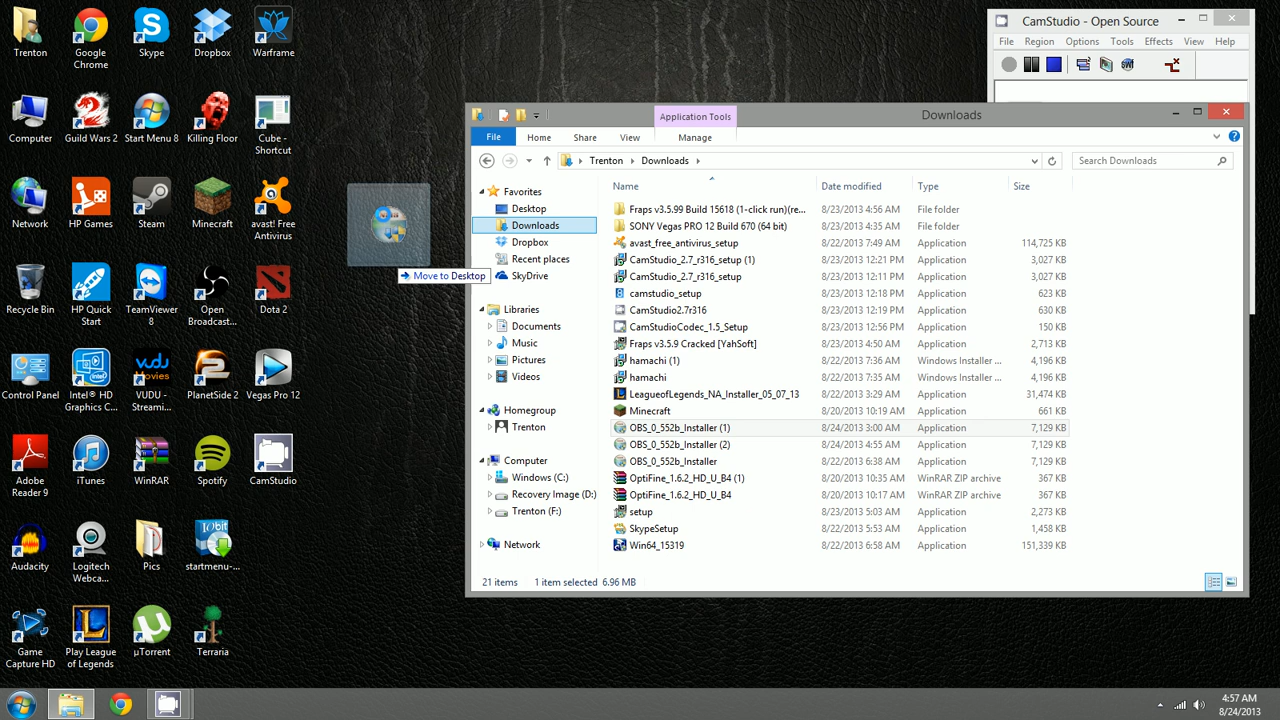 Trenton
Google Chrome
Skype
Dropbox
Warframe
Computer
Guild Wars 2
Start Menu 8
Killing Floor
Cube - Shortcut
Network
HP Games
Steam
Minecraft
avast! Free Antivirus
Recycle Bin
HP Quick Start
TeamViewer 8
Open Broadcast...
Dota 2
Control Panel
Intel® HD Graphics C...
VUDU - Streami...
PlanetSide 2
Vegas Pro 12
Adobe Reader 9
iTunes
WinRAR
Spotify
CamStudio
Audacity
Logitech Webca...
Pics
startmenu-...
Game Capture HD
Play League of Legends
µTorrent
Terraria
Move to Desktop
CamStudio - Open Source
File Region Options Tools Effects View Help
Application Tools
Downloads
File Home Share View Manage
Trenton Downloads
Search Downloads
Favorites
Desktop
Downloads
Dropbox
Recent places
SkyDrive
Libraries
Documents
Music
Pictures
Videos
Homegroup
Trenton
Computer
Windows (C:)
Recovery Image (D:)
Trenton (F:)
Network
Name Date modified Type Size
Fraps v3.5.99 Build 15618 (1-click run)(re... 8/23/2013 4:56 AM File folder
SONY Vegas PRO 12 Build 670 (64 bit) 8/23/2013 4:35 AM File folder
avast_free_antivirus_setup 8/22/2013 7:49 AM Application 114,725 KB
CamStudio_2.7_r316_setup (1) 8/23/2013 12:21 PM Application 3,027 KB
CamStudio_2.7_r316_setup 8/23/2013 12:11 PM Application 3,027 KB
camstudio_setup 8/23/2013 12:18 PM Application 623 KB
CamStudio2.7r316 8/23/2013 12:19 PM Application 630 KB
CamStudioCodec_1.5_Setup 8/23/2013 12:56 PM Application 150 KB
Fraps v3.5.9 Cracked [YahSoft] 8/23/2013 4:50 AM Application 2,713 KB
hamachi (1) 8/22/2013 7:36 AM Windows Installer ... 4,196 KB
hamachi 8/22/2013 7:35 AM Windows Installer ... 4,196 KB
LeagueofLegends_NA_Installer_05_07_13 8/22/2013 3:29 AM Application 31,474 KB
Minecraft 8/20/2013 10:19 AM Application 661 KB
OBS_0_552b_Installer (1) 8/24/2013 3:00 AM Application 7,129 KB
OBS_0_552b_Installer (2) 8/24/2013 4:55 AM Application 7,129 KB
OBS_0_552b_Installer 8/22/2013 6:38 AM Application 7,129 KB
OptiFine_1.6.2_HD_U_B4 (1) 8/20/2013 10:35 AM WinRAR ZIP archive 367 KB
OptiFine_1.6.2_HD_U_B4 8/20/2013 10:17 AM WinRAR ZIP archive 367 KB
setup 8/23/2013 5:03 AM Application 2,273 KB
SkypeSetup 8/22/2013 5:53 AM Application 1,458 KB
Win64_15319 8/22/2013 6:58 AM Application 151,339 KB
21 items 1 item selected 6.96 MB
4:57 AM
8/24/2013